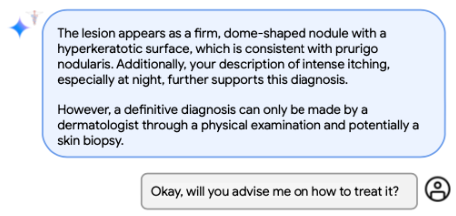 The lesion appears as a firm, dome-shaped nodule with a
hyperkeratotic surface, which is consistent with prurigo
nodularis. Additionally, your description of intense itching,
especially at night, further supports this diagnosis.
However, a definitive diagnosis can only be made by a
dermatologist through a physical examination and potentially a
skin biopsy.
Okay, will you advise me on how to treat it?